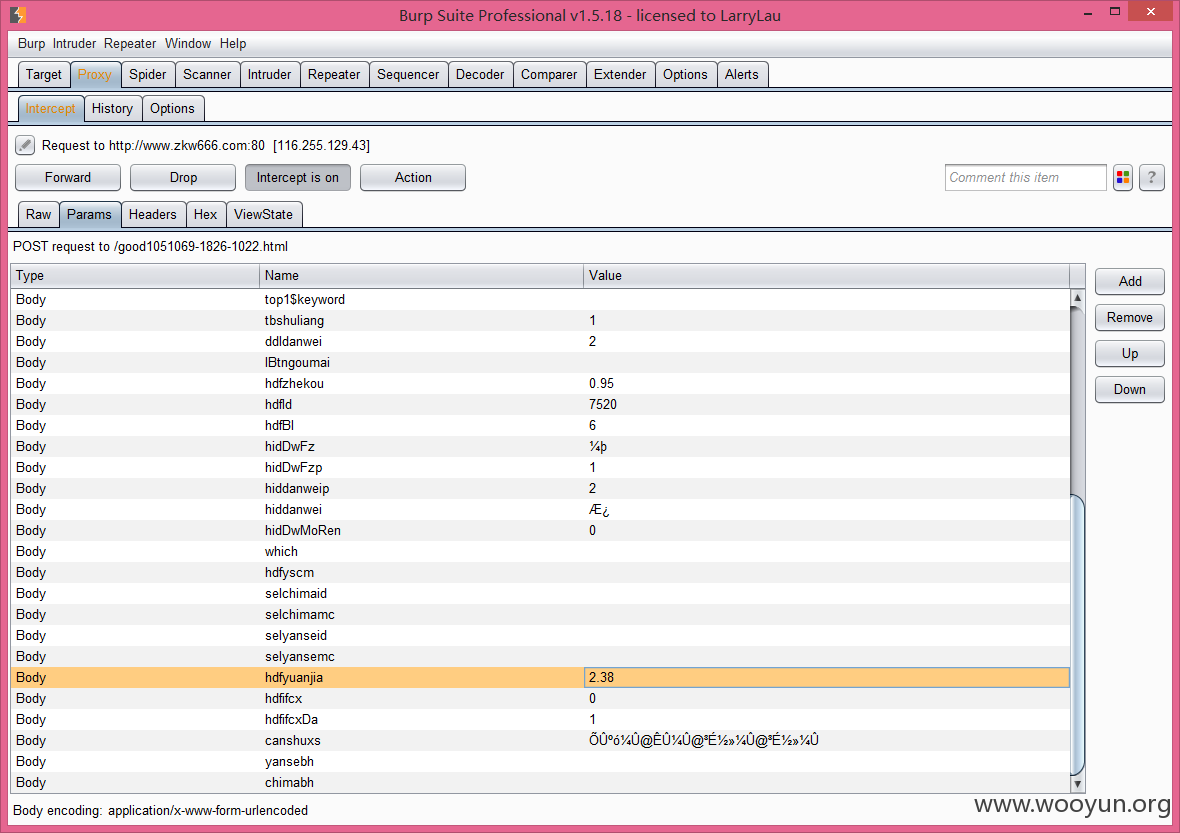 Burp Suite Professional v1.5.18 - licensed to LarryLau
Burp Intruder Repeater Window Help
Target Proxy Spider Scanner Intruder Repeater Sequencer Decoder Comparer Extender Options Alerts
Intercept History Options
Request to http://www.zkw666.com:80 [116.255.129.43]
Forward Drop Intercept is on Action Comment this item ?
Raw Params Headers Hex ViewState
POST request to /good1051069-1826-1022.html
Type Name Value
Body top1$keyword
Body tbshuliang 1
Body ddldanwei 2
Body lBtngoumai
Body hdfzhekou 0.95
Body hdfId 7520
Body hdfBl 6
Body hidDwFz ¼þ
Body hidDwFzp 1
Body hiddanweip 2
Body hiddanwei Æ¿
Body hidDwMoRen 0
Body which
Body hdfyscm
Body selchimaid
Body selchimamc
Body selyanseid
Body selyansemc
Body hdfyuanjia 2.38
Body hdfifcx 0
Body hdfifcxDa 1
Body canshuxs ÕÛºó¼Û@ÊÛ¼Û@³É½»¼Û@³É½»¼Û
Body yansebh
Body chimabh
Add
Remove
Up
Down
Body encoding: application/x-www-form-urlencoded
www.wooyun.org